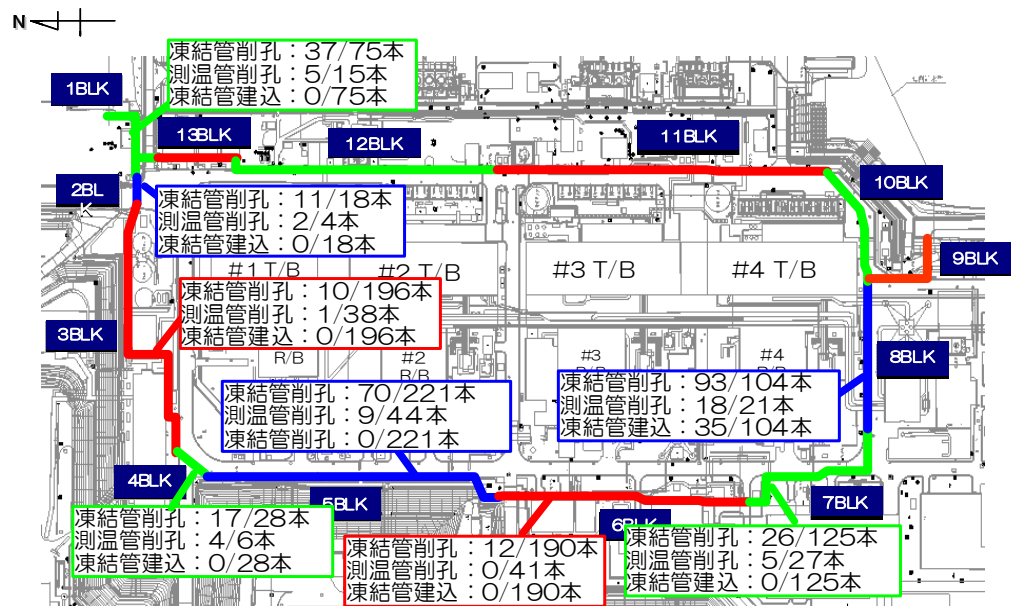 N
凍結管削孔：37/75本
測温管削孔：5/15本
凍結管建込：0/75本
1BLK
13BLK
12BLK
11BLK
10BLK
2BL
K
凍結管削孔：11/18本
測温管削孔：2/4本
凍結管建込：0/18本
9BLK
#1 T/B
#2 T/B
#3 T/B
#4 T/B
凍結管削孔：10/196本
測温管削孔：1/38本
凍結管建込：0/196本
3BLK
R/B
#2
R/B
#3
#4
R/B
8BLK
凍結管削孔：70/221本
測温管削孔：9/44本
凍結管削孔：0/221本
凍結管削孔：93/104本
測温管削孔：18/21本
凍結管建込：35/104本
4BLK
5BLK
6BLK
7BLK
凍結管削孔：17/28本
測温管削孔：4/6本
凍結管建込：0/28本
凍結管削孔：12/190本
測温管削孔：0/41本
凍結管建込：0/190本
凍結管削孔：26/125本
測温管削孔：5/27本
凍結管建込：0/125本